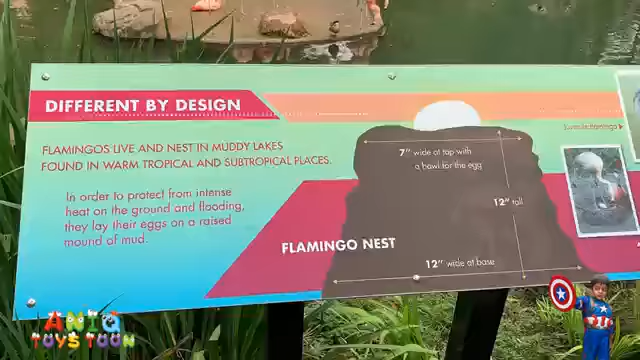 DIFFERENT BY DESIGN
FLAMINGOS LIVE AND NEST IN MUDDY LAKES
FOUND IN WARM TROPICAL AND SUBTROPICAL PLACES.
In order to protect from intense
heat on the ground and flooding,
they lay their eggs on a raised
mound of mud.
7" wide at top with
a bowl for the egg
12" tall
FLAMINGO NEST
12" wide at base
Juvenile flamingo
ANIQ
TOYS TOON